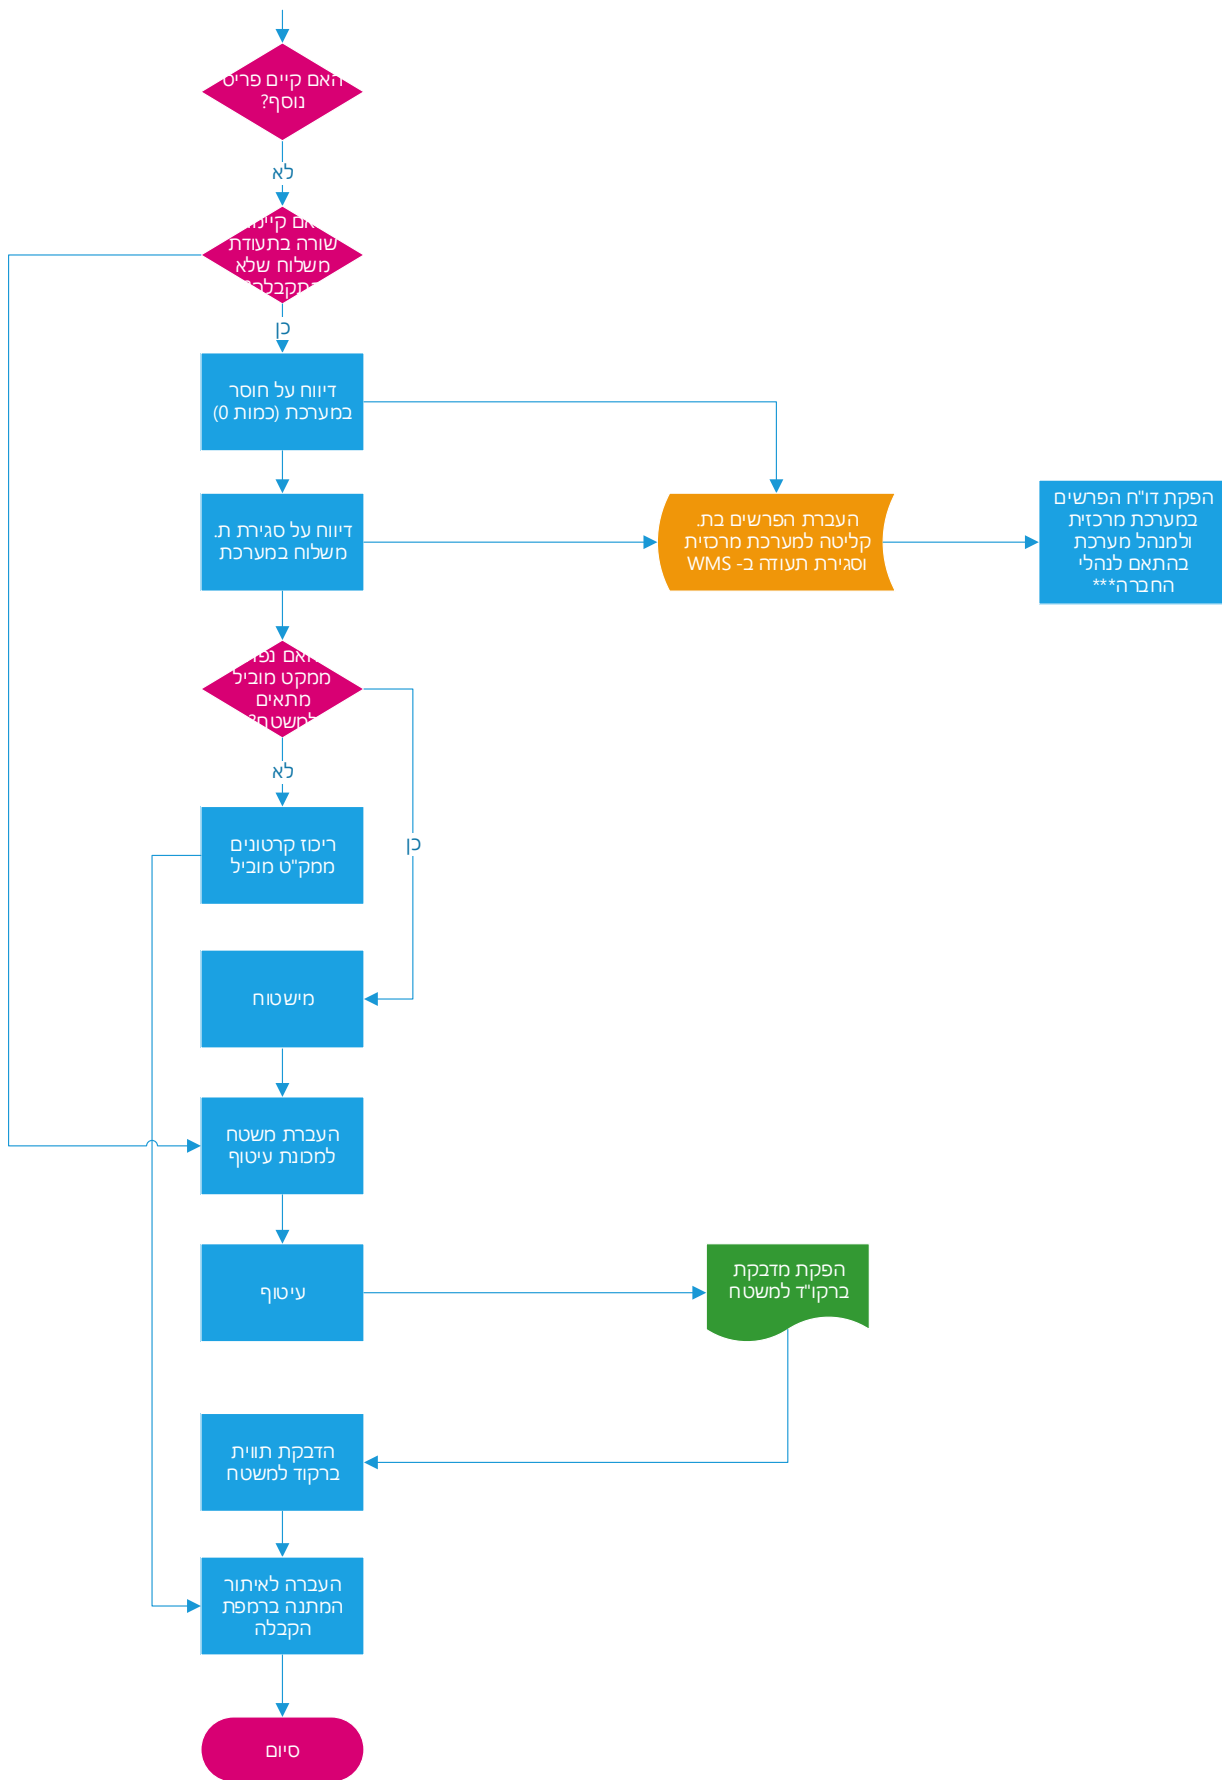 האם קיים פריט
נוסף?
לא
שורה בתעודת
משלוח שלא
כן
דיווח על חוסר
במערכת (כמות 0)
דיווח על סגירת ת.
משלוח במערכת
העברת הפרשים בת.
קליטה למערכת מרכזית
וסגירת תעודה ב- WMS
הפקת דו"ח הפרשים
במערכת מרכזית
ולמנהל מערכת
בהתאם לנהלי
החברה***
ממקט מוביל
מתאים
למשטח?
לא
כן
ריכוז קרטונים
ממק"ט מוביל
מישטוח
העברת משטח
למכונת עיטוף
עיטוף
הפקת מדבקת
ברקו"ד למשטח
הדבקת תווית
ברקוד למשטח
העברה לאיתור
המתנה ברמפת
הקבלה
סיום